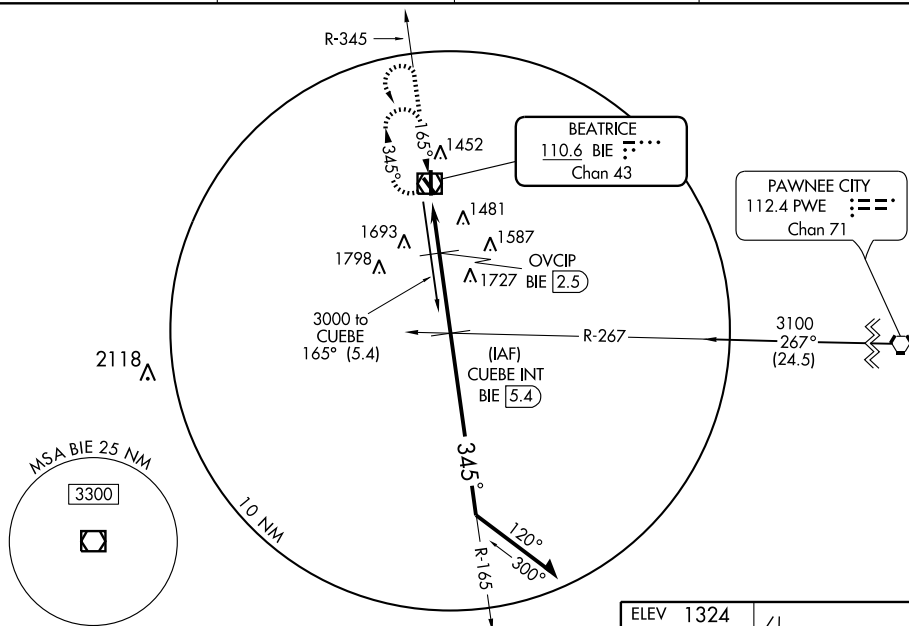 R-345
165°
345°
1452
BEATRICE
110.6 BIE
Chan 43
PAWNEE CITY
112.4 PWE
Chan 71
1481
1693
1587
1798
OVCIP
BIE 2.5
1727
3000 to
CUEBE
165° (5.4)
R-267
3100
267°
(24.5)
(IAF)
CUEBE INT
BIE 5.4
2118
345°
MSA BIE 25 NM
3300
10 NM
120°
300°
R-165
ELEV 1324